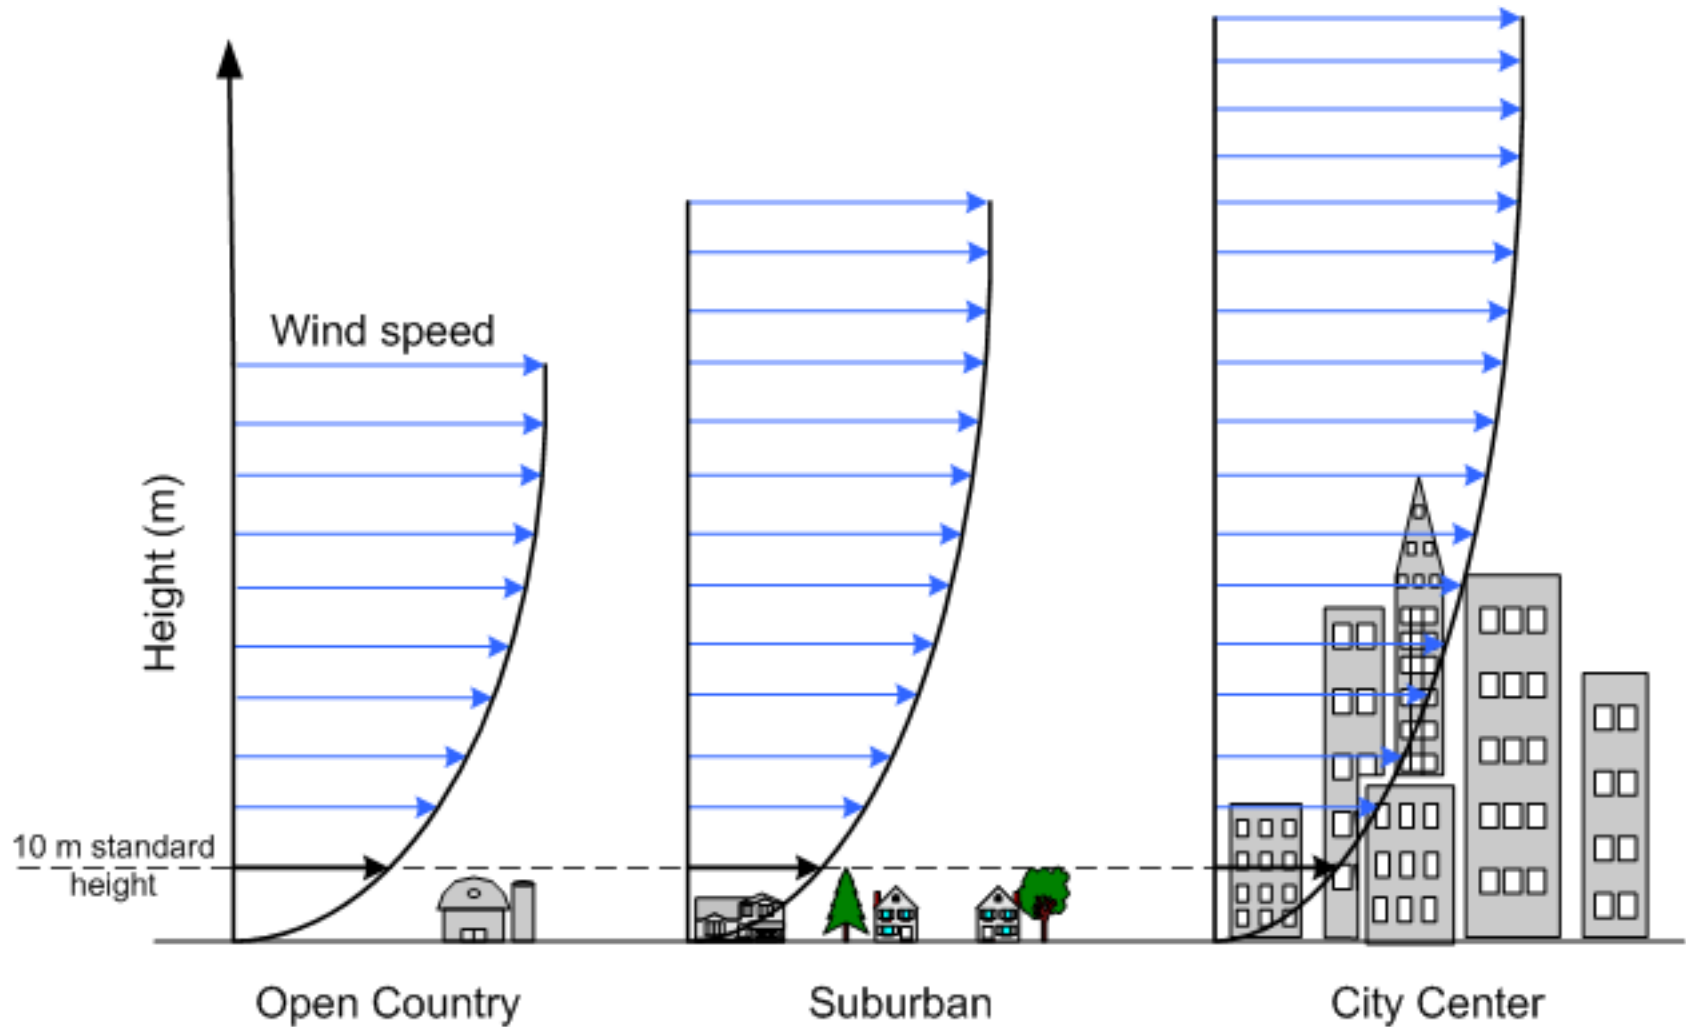 Wind speed
Height (m)
10 m standard
height
Open Country
Suburban
City Center